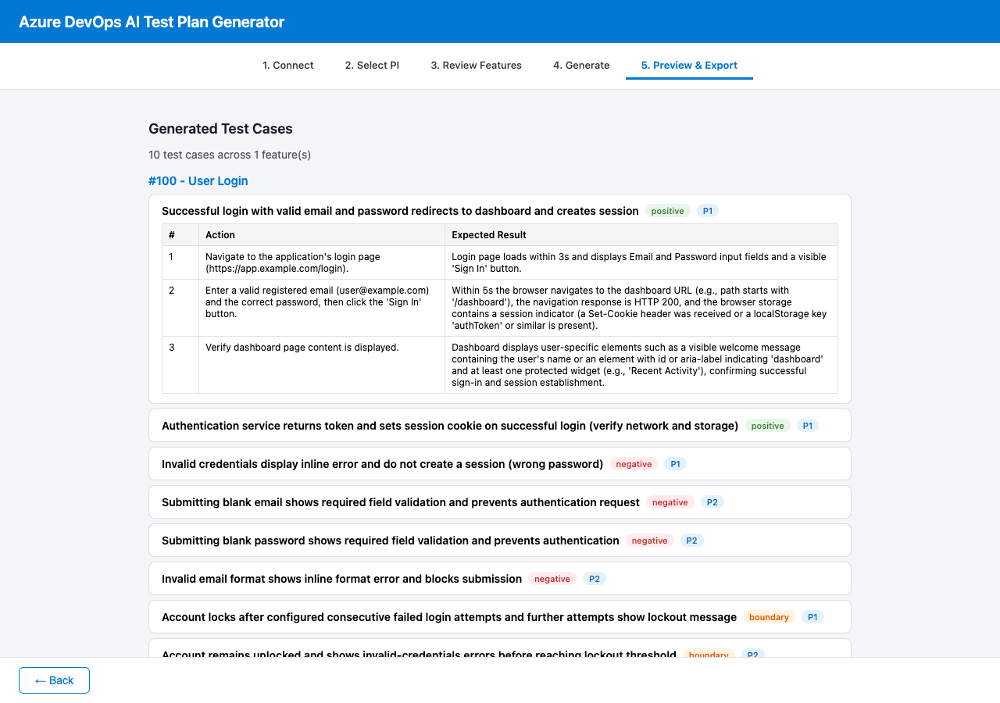 Azure DevOps AI Test Plan Generator
1. Connect
2. Select PI
3. Review Features
4. Generate
5. Preview & Export
Generated Test Cases
10 test cases across 1 feature(s)
#100 - User Login
Successful login with valid email and password redirects to dashboard and creates session positive P1
# Action Expected Result
1
Navigate to the application's login page
(https://app.example.com/login).
Login page loads within 3s and displays Email and Password input fields and a visible
'Sign In' button.
2
Enter a valid registered email (user@example.com)
and the correct password, then click the 'Sign In'
button.
Within 5s the browser navigates to the dashboard URL (e.g., path starts with
'/dashboard'), the navigation response is HTTP 200, and the browser storage
contains a session indicator (a Set-Cookie header was received or a localStorage key
'authToken' or similar is present).
3
Verify dashboard page content is displayed.
Dashboard displays user-specific elements such as a visible welcome message
containing the user's name or an element with id or aria-label indicating 'dashboard'
and at least one protected widget (e.g., 'Recent Activity'), confirming successful
sign-in and session establishment.
Authentication service returns token and sets session cookie on successful login (verify network and storage) positive P1
Invalid credentials display inline error and do not create a session (wrong password) negative P1
Submitting blank email shows required field validation and prevents authentication request negative P2
Submitting blank password shows required field validation and prevents authentication negative P2
Invalid email format shows inline format error and blocks submission negative P2
Account locks after configured consecutive failed login attempts and further attempts show lockout message boundary P1
Account remains unlocked and shows invalid-credentials errors before reaching lockout threshold boundary P2
← Back